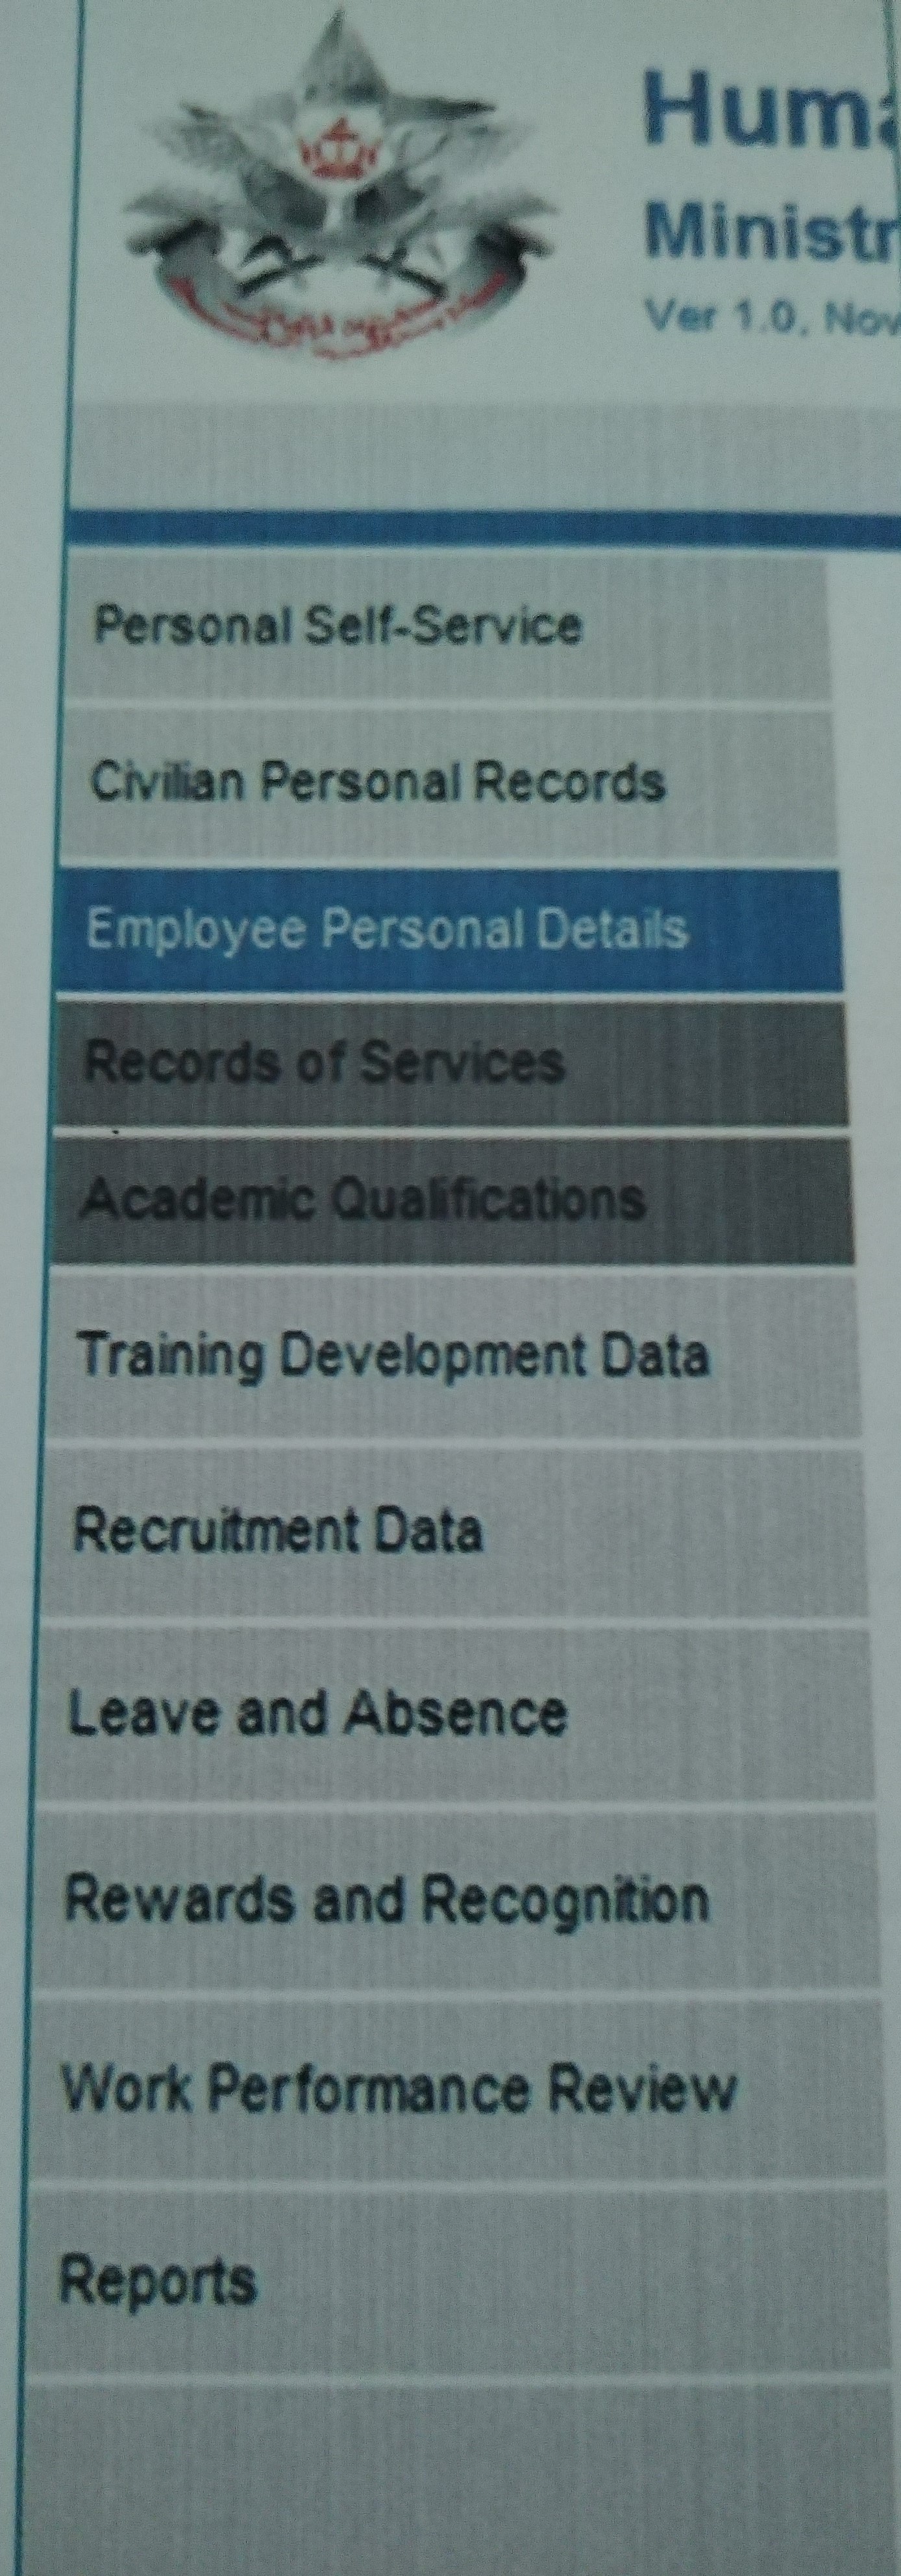 Huma
Ministr
Ver 1.0, Nov
Personal Self-Service
Civilian Personal Records
Employee Personal Details
Records of Services
Academic Qualifications
Training Development Data
Recruitment Data
Leave and Absence
Rewards and Recognition
Work Performance Review
Reports